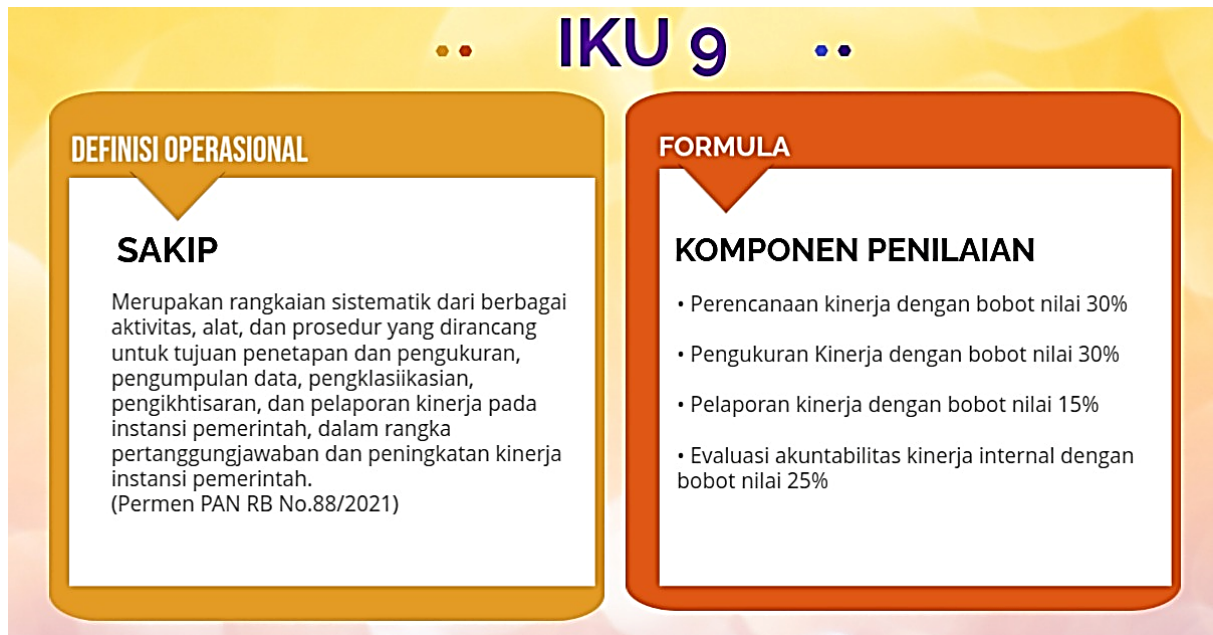 IKU 9
DEFINISI OPERASIONAL
SAKIP
Merupakan rangkaian sistematik dari berbagai
aktivitas, alat, dan prosedur yang dirancang
untuk tujuan penetapan dan pengukuran,
pengumpulan data, pengklasiikasian,
pengikhtisaran, dan pelaporan kinerja pada
instansi pemerintah, dalam rangka
pertanggungjawaban dan peningkatan kinerja
instansi pemerintah.
(Permen PAN RB No.88/2021)
FORMULA
KOMPONEN PENILAIAN
• Perencanaan kinerja dengan bobot nilai 30%
• Pengukuran Kinerja dengan bobot nilai 30%
• Pelaporan kinerja dengan bobot nilai 15%
• Evaluasi akuntabilitas kinerja internal dengan
bobot nilai 25%